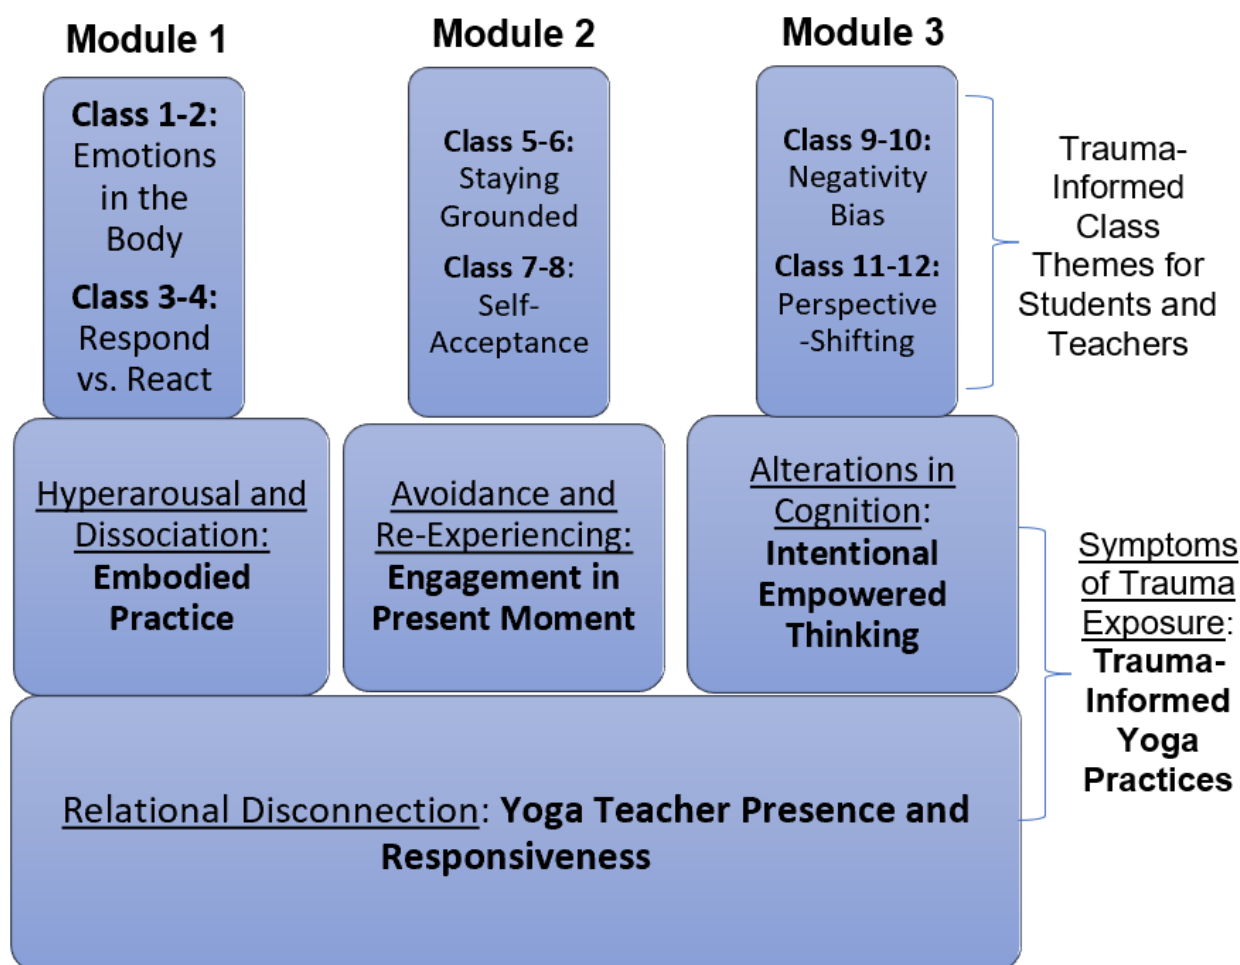 Module 1
Class 1-2:
Emotions
in the
Body
Class 3-4:
Respond
vs. React
Hyperarousal and
Dissociation:
Embodied
Practice
Module 2
Class 5-6:
Staying
Grounded
Class 7-8:
Self-
Acceptance
Avoidance and
Re-Experiencing:
Engagement in
Present Moment
Module 3
Class 9-10:
Negativity
Bias
Class 11-12:
Perspective
-Shifting
Alterations in
Cognition:
Intentional
Empowered
Thinking
Relational Disconnection: Yoga Teacher Presence and
Responsiveness
Trauma-
Informed
Class
Themes for
Students and
Teachers
Symptoms
of Trauma
Exposure:
Trauma-
Informed
Yoga
Practices